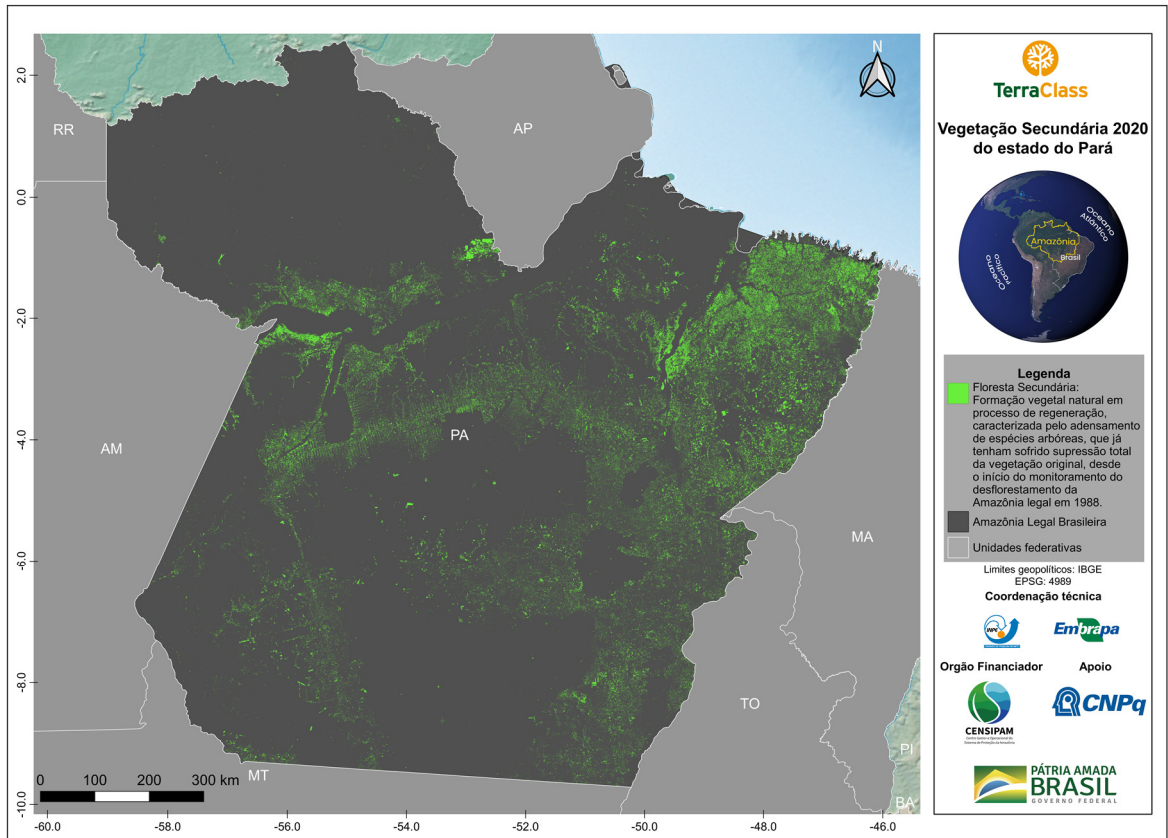 N
RR
AP
AM
PA
MA
TO
MT
PI
BA
2.0
0.0
-2.0
-4.0
-6.0
-8.0
-10.0
0 100 200 300 km
-60.0 -58.0 -56.0 -54.0 -52.0 -50.0 -48.0 -46.0
TerraClass
Vegetação Secundária 2020
do estado do Pará
Oceano
Atlântico
Amazônia
Brasil
Oceano
Pacífico
Legenda
Floresta Secundária:
Formação vegetal natural em
processo de regeneração,
caracterizada pelo adensamento
de espécies arbóreas, que já
tenham sofrido supressão total
da vegetação original, desde
o início do monitoramento do
desflorestamento da
Amazônia legal em 1988.
Amazônia Legal Brasileira
Unidades federativas
Limites geopolíticos: IBGE
EPSG: 4989
Coordenação técnica
INPE
Embrapa
Orgão Financiador
Apoio
CENSIPAM
CNPq
PÁTRIA AMADA
BRASIL
GOVERNO FEDERAL